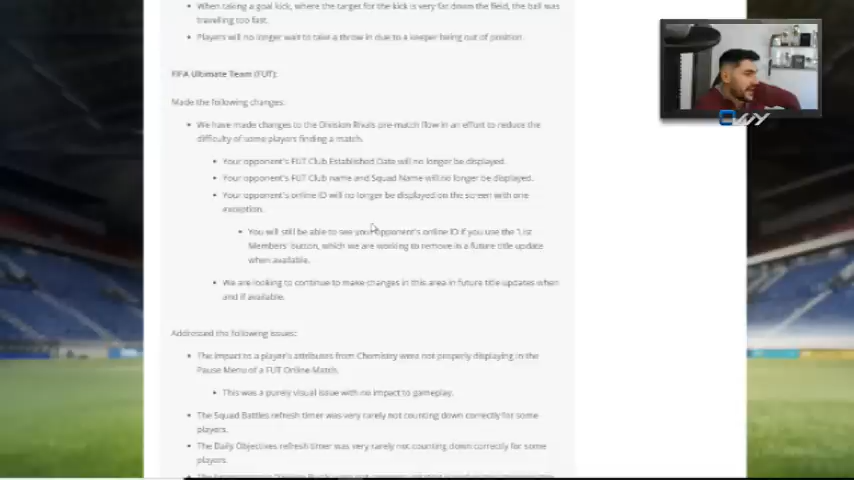 When taking a goal kick, where the target for the kick is very far down the field, the ball was
travelling too fast.
Players will no longer wait to take a throw in due to a keeper being out of position.
FIFA Ultimate Team (FUT):
Made the following changes:
We have made changes to the Division Rivals pre-match flow in an effort to reduce the
difficulty of some players finding a match.
Your opponent's FUT Club Established Date will no longer be displayed.
Your opponent's FUT Club name and Squad Name will no longer be displayed.
Your opponent's online ID will no longer be displayed on the screen with one
exception.
You will still be able to see your opponent's online ID if you use the 'List
Members' button, which we are working to remove in a future title update
when available.
We are looking to continue to make changes in this area in future title updates when
and if available.
Addressed the following issues:
The impact to a player's attributes from Chemistry were not properly displaying in the
Pause Menu of a FUT Online Match.
This was a purely visual issue with no impact to gameplay.
The Squad Battles refresh timer was very rarely not counting down correctly for some
players.
The Daily Objectives refresh timer was very rarely not counting down correctly for some
players.